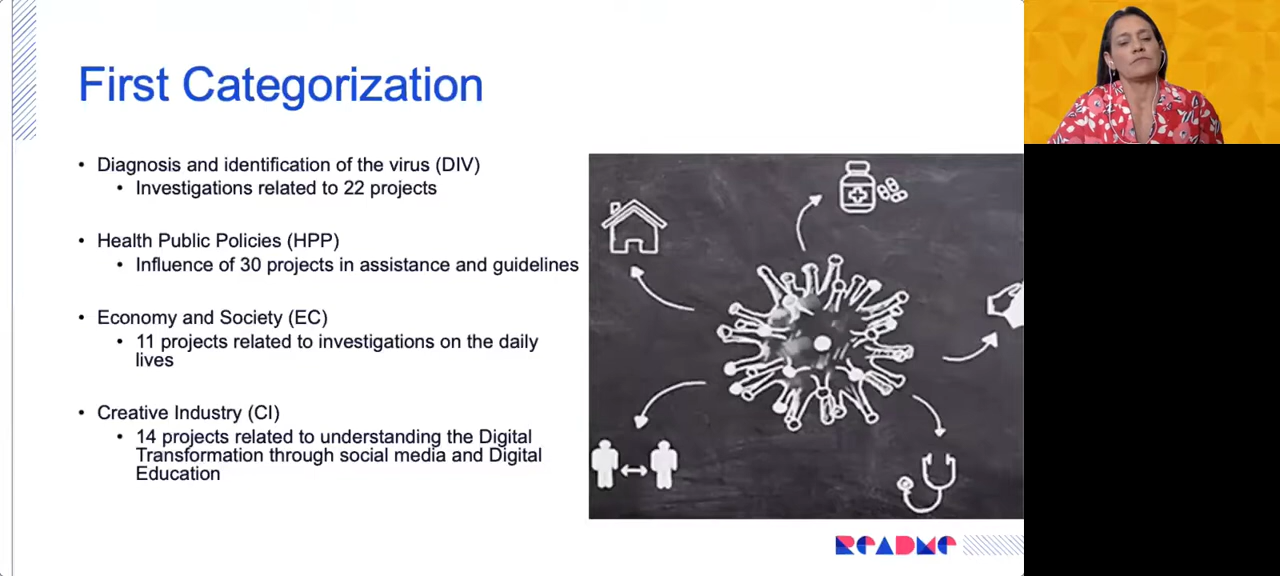 First Categorization
• Diagnosis and identification of the virus (DIV)
• Investigations related to 22 projects
• Health Public Policies (HPP)
• Influence of 30 projects in assistance and guidelines
• Economy and Society (EC)
• 11 projects related to investigations on the daily
lives
• Creative Industry (CI)
• 14 projects related to understanding the Digital
Transformation through social media and Digital
Education
README